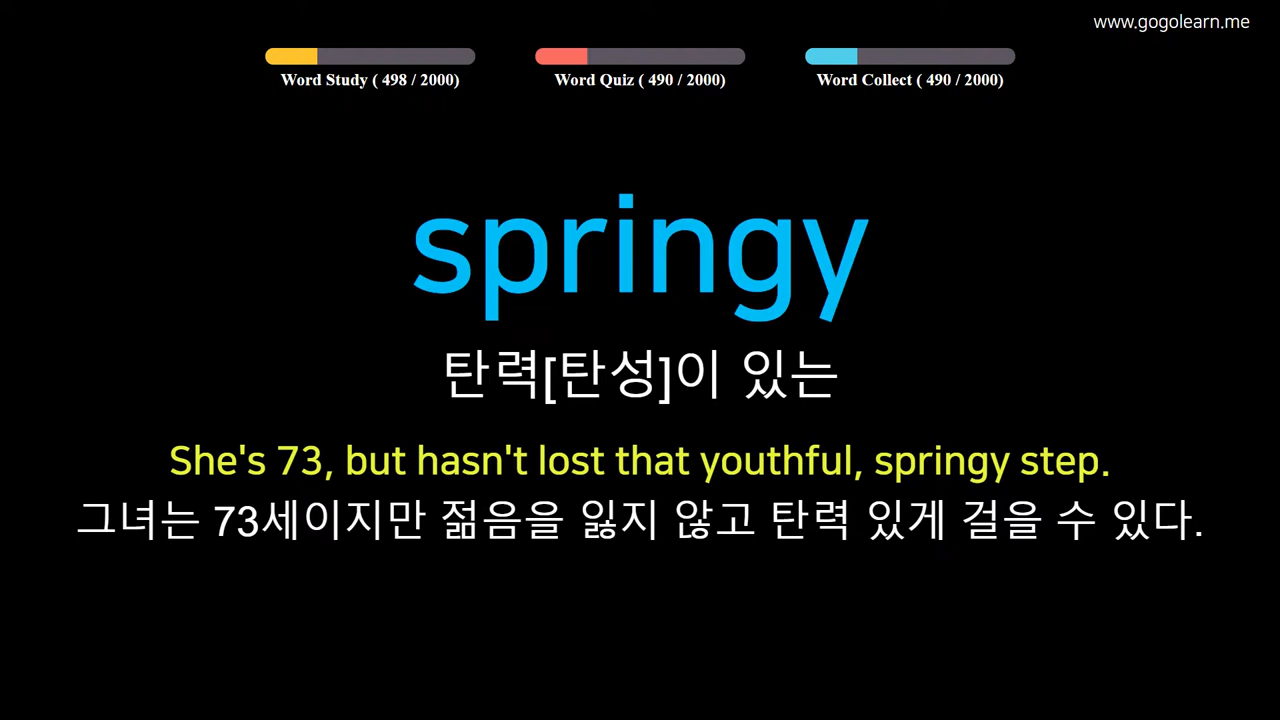 www.gogolearn.me
Word Study ( 498 / 2000)
Word Quiz ( 490 / 2000)
Word Collect ( 490 / 2000)
springy
탄력[탄성]이 있는
She's 73, but hasn't lost that youthful, springy step.
그녀는 73세이지만 젊음을 잃지 않고 탄력 있게 걸을 수 있다.